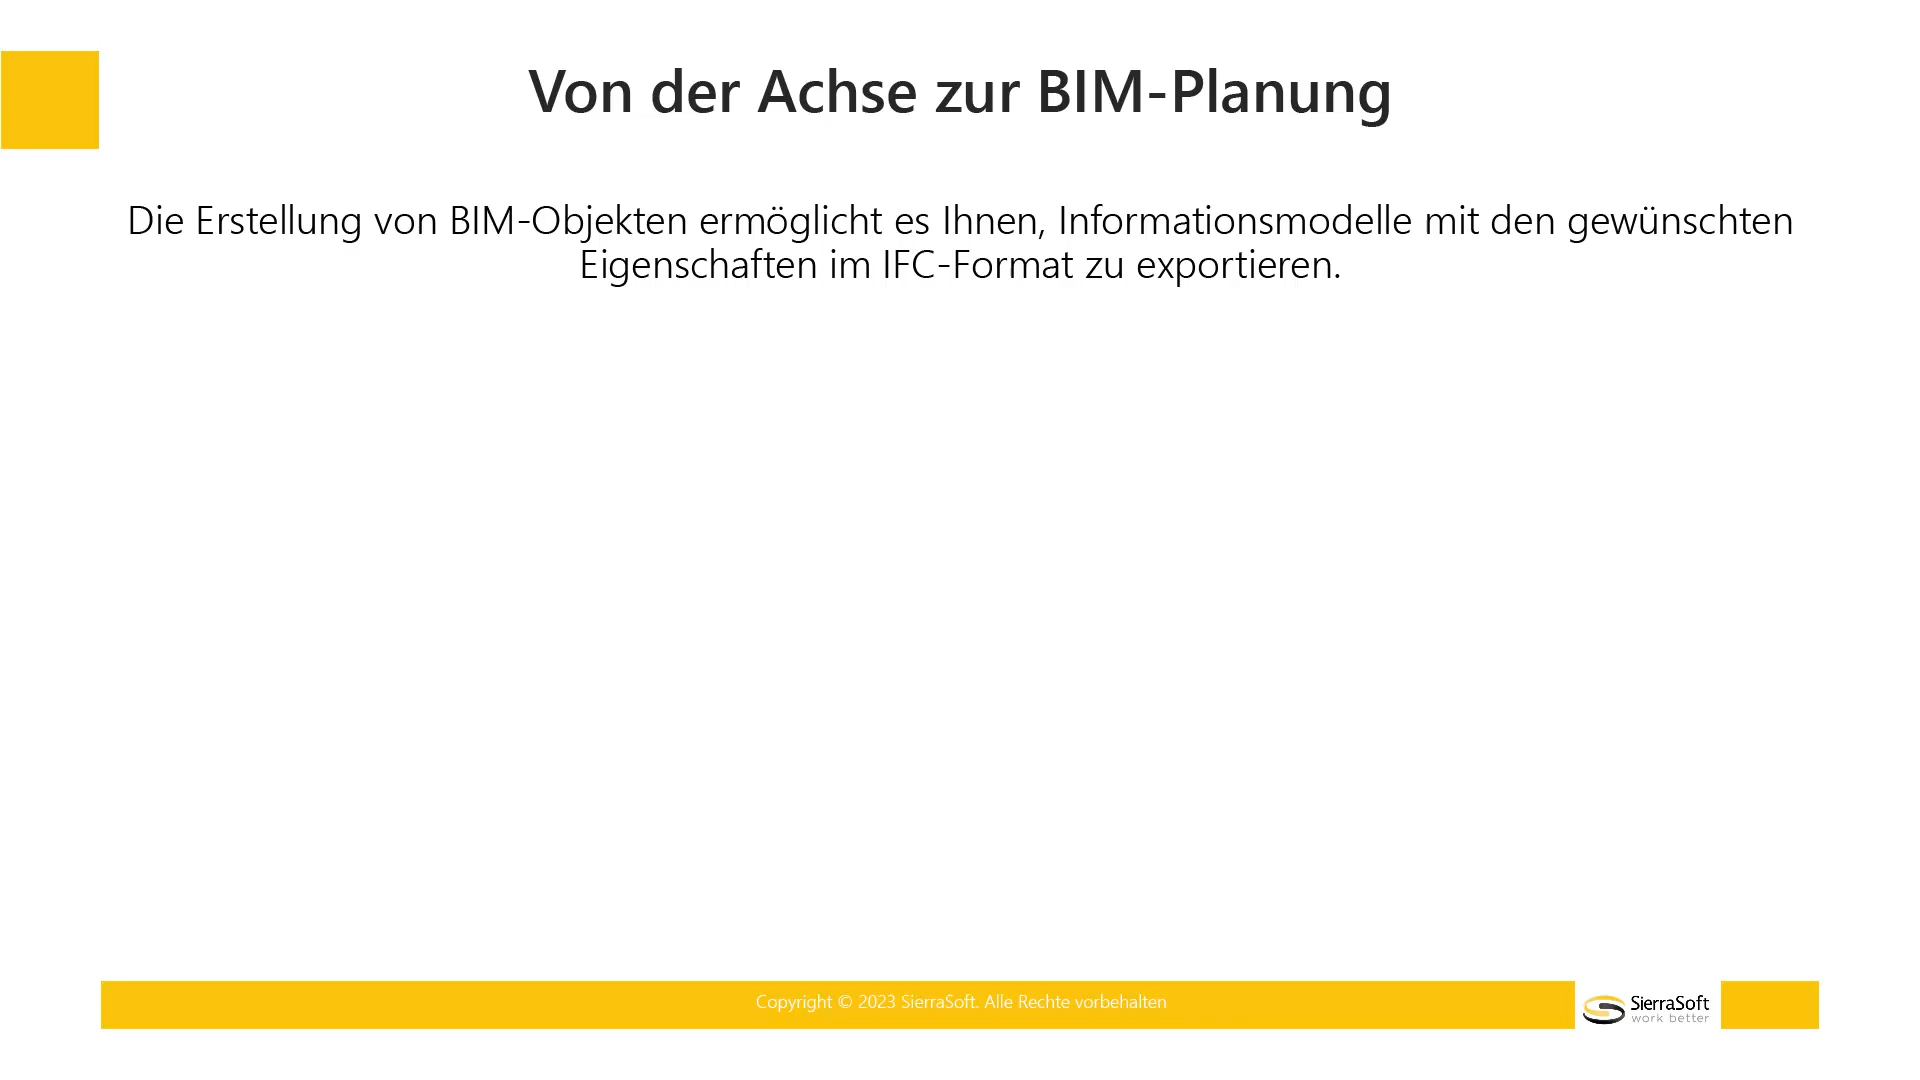 Von der Achse zur BIM-Planung
Die Erstellung von BIM-Objekten ermöglicht es Ihnen, Informationsmodelle mit den gewünschten
Eigenschaften im IFC-Format zu exportieren.
Copyright © 2023 SierraSoft. Alle Rechte vorbehalten
SierraSoft
work better